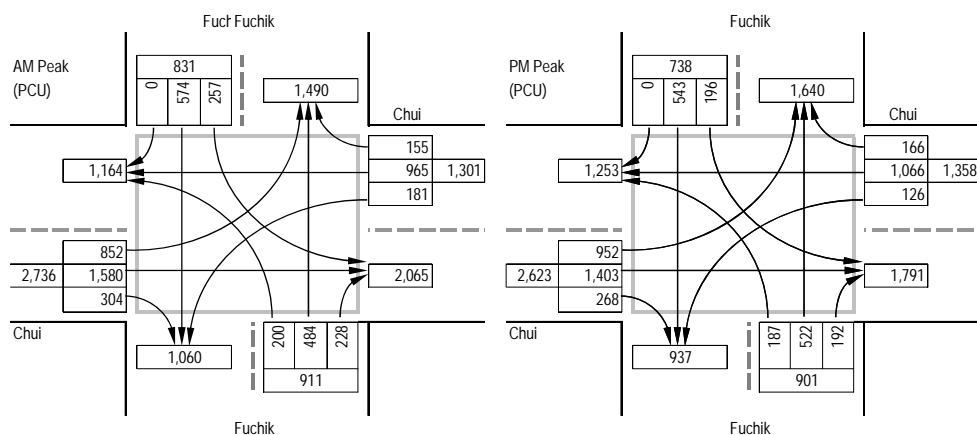 Fuch Fuchik
AM Peak
(PCU)
831
0 574 257
1,490
Chui
155
1,164
965 1,301
181
852
2,736 1,580
304
2,065
Chui
1,060
200 484 228
911
Fuchik
Fuchik
PM Peak
(PCU)
738
0 543 196
1,640
Chui
166
1,253
1,066 1,358
126
952
2,623 1,403
268
1,791
Chui
937
187 522 192
901
Fuchik